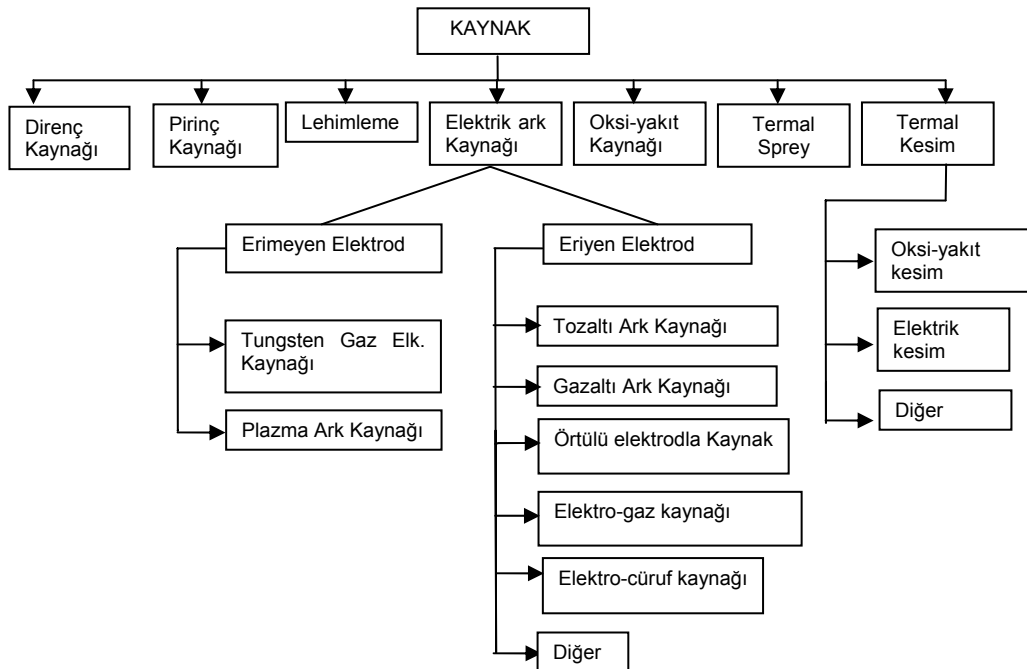 KAYNAK
Direnç
Kaynağı
Pirinç
Kaynağı
Lehimleme
Elektrik ark
Kaynağı
Oksi-yakıt
Kaynağı
Termal
Sprey
Termal
Kesim
Erimeyen Elektrod
Tungsten Gaz Elk.
Kaynağı
Plazma Ark Kaynağı
Eriyen Elektrod
Tozaltı Ark Kaynağı
Gazaltı Ark Kaynağı
Örtülü elektrodla Kaynak
Elektro-gaz kaynağı
Elektro-cüruf kaynağı
Diğer
Oksi-yakıt
kesim
Elektrik
kesim
Diğer